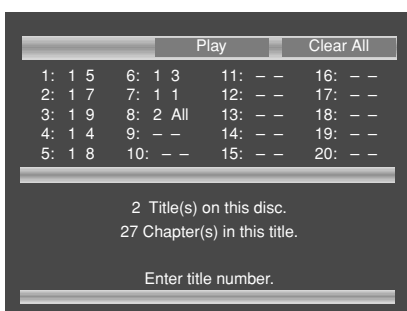 Play Clear All
1: 1 5 6: 1 3 11: – – 16: – –
2: 1 7 7: 1 1 12: – – 17: – –
3: 1 9 8: 2 All 13: – – 18: – –
4: 1 4 9: – – 14: – – 19: – –
5: 1 8 10: – – 15: – – 20: – –
2 Title(s) on this disc.
27 Chapter(s) in this title.
Enter title number.